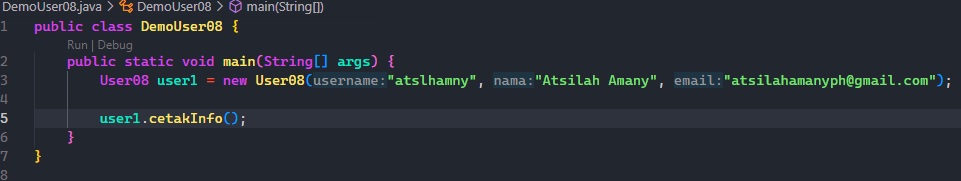 DemoUser08.java > DemoUser08 > main(String[])
1 public class DemoUser08 {
Run | Debug
2 public static void main(String[] args) {
3 User08 user1 = new User08(username:"atslhamny", nama:"Atsilah Amany", email:"atsilahamanyph@gmail.com");
4
5 user1.cetakInfo();
6 }
7 }
8